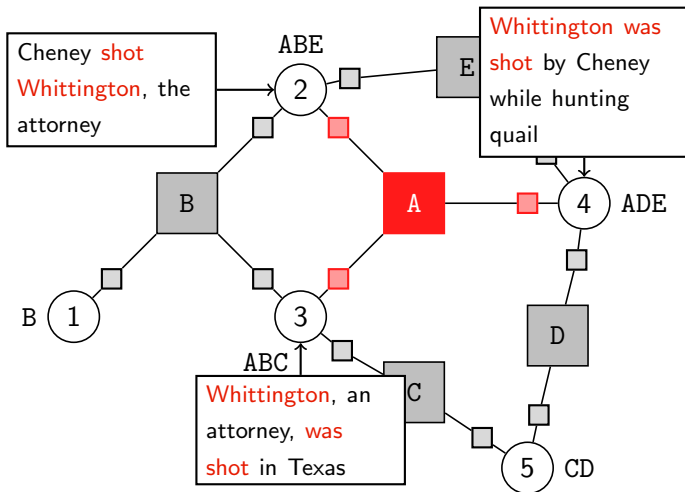 Cheney shot
Whittington, the
attorney
ABE
2
E
Whittington was
shot by Cheney
while hunting
quail
B
A
4
ADE
B
1
3
ABC
D
C
Whittington, an
attorney, was
shot in Texas
5
CD